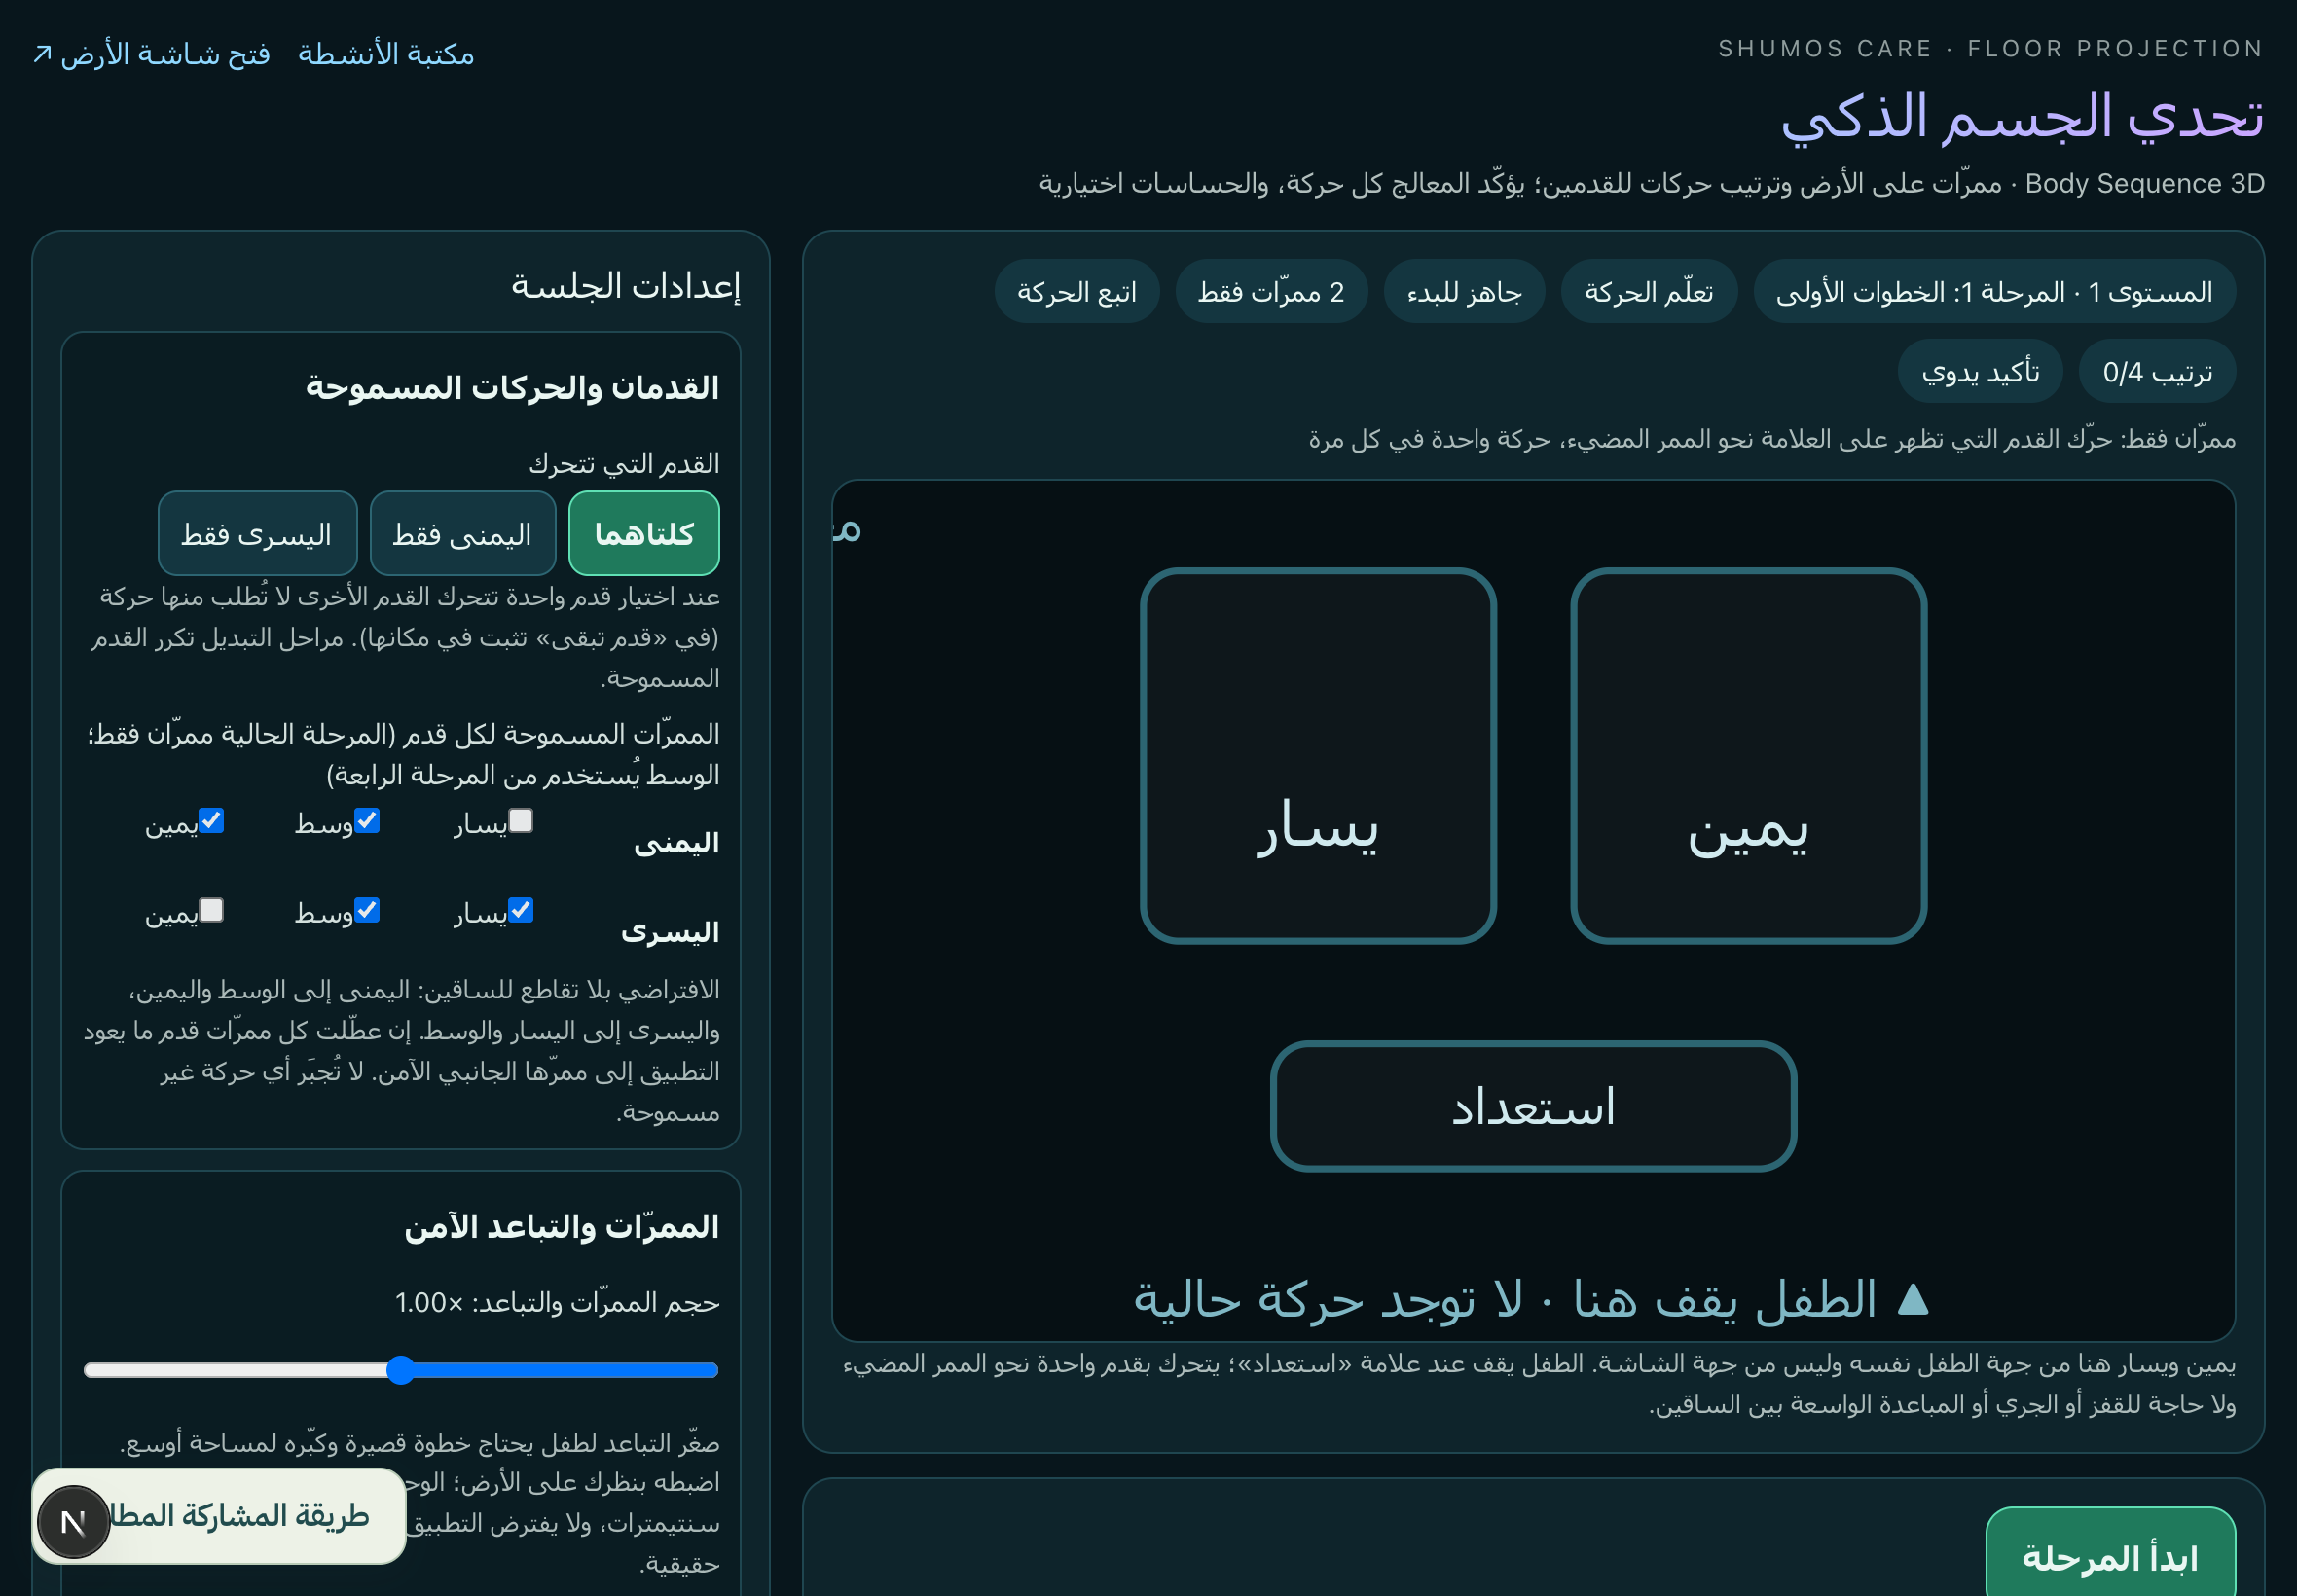 SHUMOS CARE · FLOOR PROJECTION
مكتبة الأنشطة
فتح شاشة الأرض ↗
تحدي الجسم الذكي
Body Sequence 3D · ممرّات على الأرض وترتيب حركات للقدمين؛ يؤكّد المعالج كل حركة، والحساسات اختيارية
المستوى 1 · المرحلة 1: الخطوات الأولى
تعلّم الحركة
جاهز للبدء
2 ممرّات فقط
اتبع الحركة
ترتيب 0/4
تأكيد يدوي
ممرّان فقط: حرّك القدم التي تظهر على العلامة نحو الممر المضيء، حركة واحدة في كل مرة
يمين
يسار
استعداد
▲ الطفل يقف هنا · لا توجد حركة حالية
يمين ويسار هنا من جهة الطفل نفسه وليس من جهة الشاشة. الطفل يقف عند علامة «استعداد»؛ يتحرك بقدم واحدة نحو الممر المضيء
ولا حاجة للقفز أو الجري أو المباعدة الواسعة بين الساقين.
ابدأ المرحلة
إعدادات الجلسة
القدمان والحركات المسموحة
القدم التي تتحرك
كلتاهما
اليمنى فقط
اليسرى فقط
عند اختيار قدم واحدة تتحرك القدم الأخرى لا تُطلب منها حركة
(في «قدم تبقى» تثبت في مكانها). مراحل التبديل تكرر القدم
المسموحة.
الممرّات المسموحة لكل قدم (المرحلة الحالية ممرّان فقط؛
الوسط يُستخدم من المرحلة الرابعة)
اليمنى يسار وسط يمين
اليسرى يسار وسط يمين
الافتراضي بلا تقاطع للساقين: اليمنى إلى الوسط واليمين،
واليسرى إلى اليسار والوسط. إن عطّلت كل ممرّات قدم ما يعود
التطبيق إلى ممرّها الجانبي الآمن. لا تُجبَر أي حركة غير
مسموحة.
الممرّات والتباعد الآمن
حجم الممرّات والتباعد: ×1.00
صغّر التباعد لطفل يحتاج خطوة قصيرة وكبّره لمساحة أوسع.
اضبطه بنظرك على الأرض؛
سنتيمترات، ولا يفترض التطبيق
حقيقية.
طريقة المشاركة
N